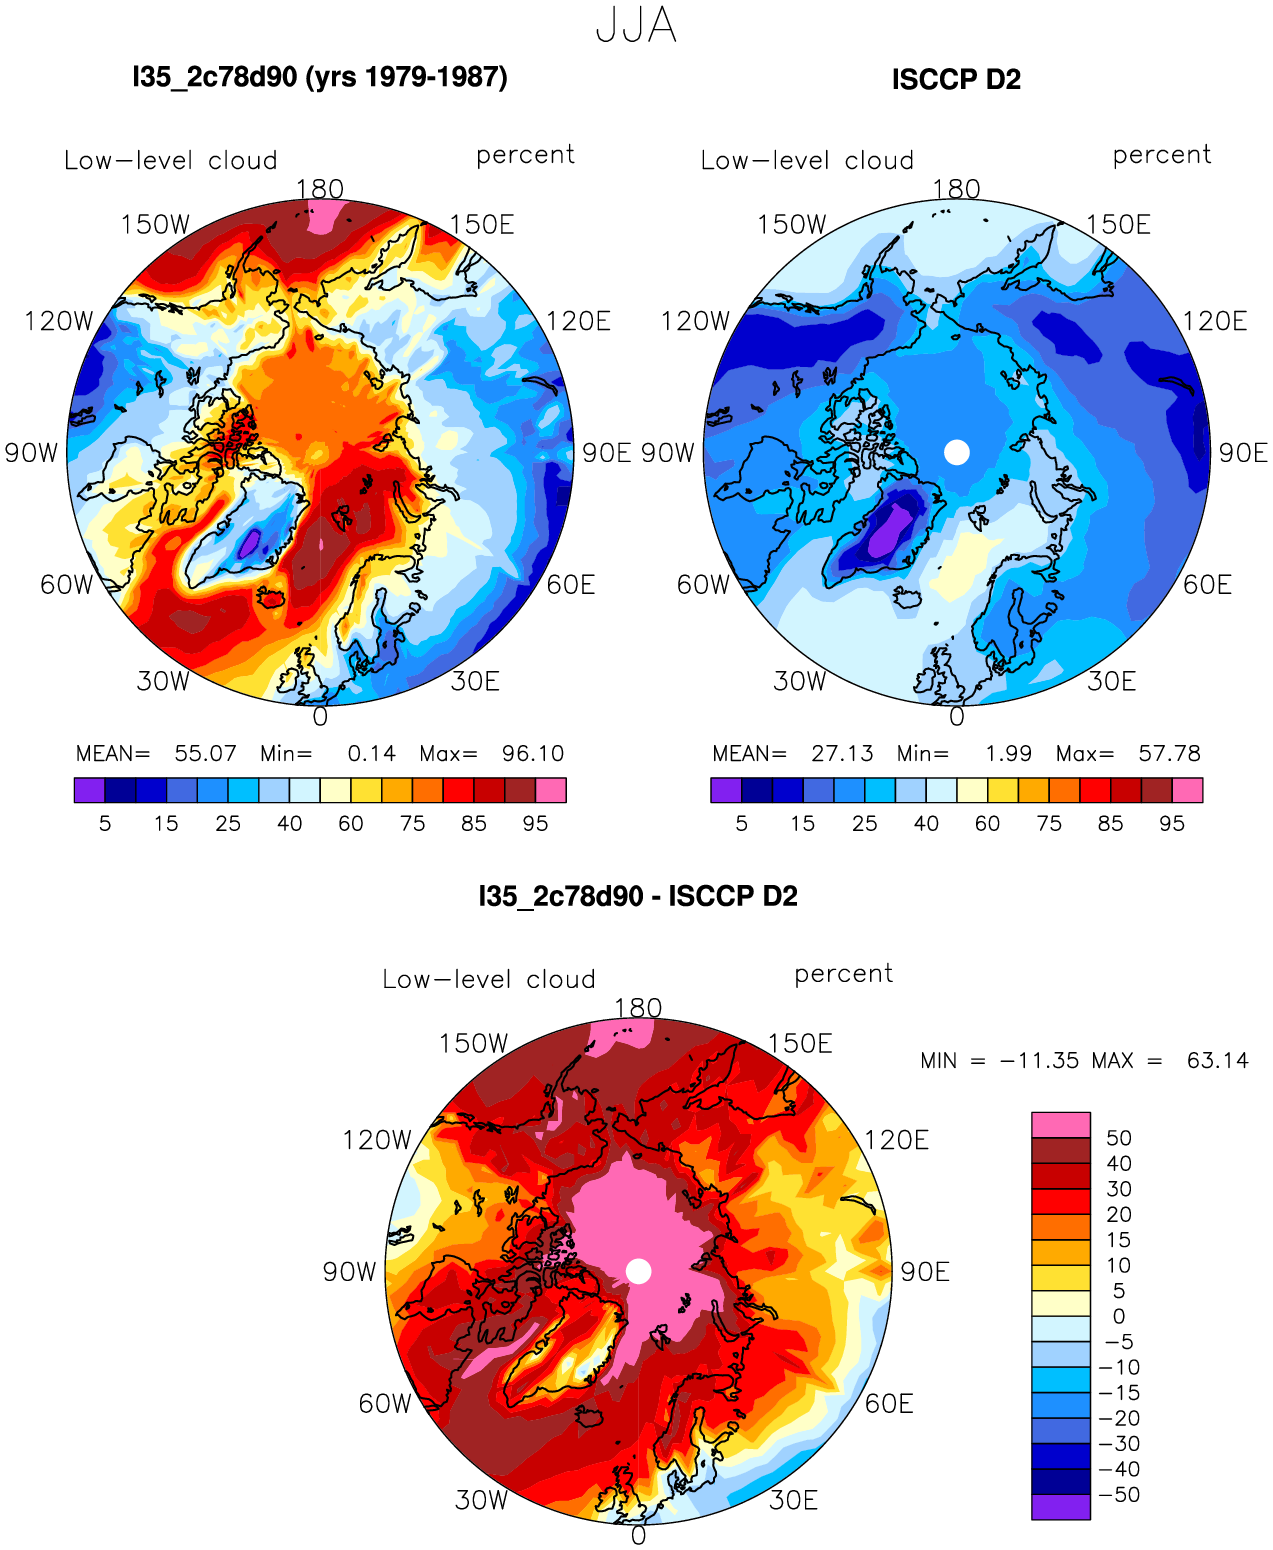 JJA
I35_2c78d90 (yrs 1979-1987)
ISCCP D2
Low-level cloud percent
Low-level cloud percent
180
150W 150E
120W 120E
90W 90E
60W 60E
30W 30E
0
180
150W 150E
120W 120E
90W 90E
60W 60E
30W 30E
0
MEAN= 55.07 Min= 0.14 Max= 96.10
5 15 25 40 60 75 85 95
MEAN= 27.13 Min= 1.99 Max= 57.78
5 15 25 40 60 75 85 95
I35_2c78d90 - ISCCP D2
Low-level cloud percent
180
150W 150E
120W 120E
90W 90E
60W 60E
30W 30E
0
MIN = -11.35 MAX = 63.14
50
40
30
20
15
10
5
0
-5
-10
-15
-20
-30
-40
-50